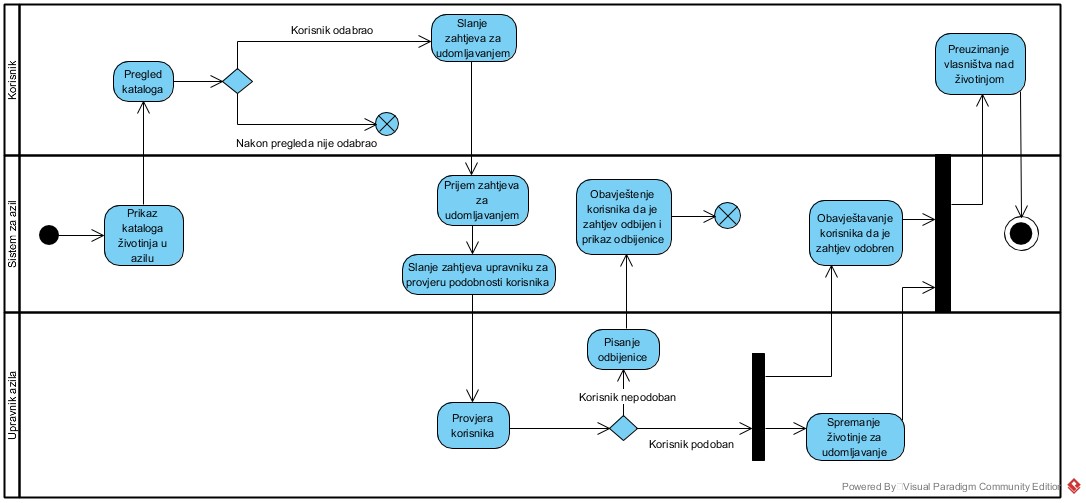 Korisnik
Korisnik odabrao
Slanje
zahtjeva za
udomljavanjem
Pregled
kataloga
Nakon pregleda nije odabrao
Preuzimanje
vlasništva nad
životinjom
Sistem za azil
Prikaz
kataloga
životinja u
azilu
Prijem zahtjeva
za
udomljavanjem
Slanje zahtjeva upravniku za
provjeru podobnosti korisnika
Obavještenje
korisnika da je
zahtjev odbijen i
prikaz odbijenice
Obavještavanje
korisnika da je
zahtjev odobren
Upravnik azila
Provjera
korisnika
Pisanje
odbijenice
Korisnik nepodoban
Korisnik podoban
Spremanje
životinje za
udomljavanje
Powered By Visual Paradigm Community Edition